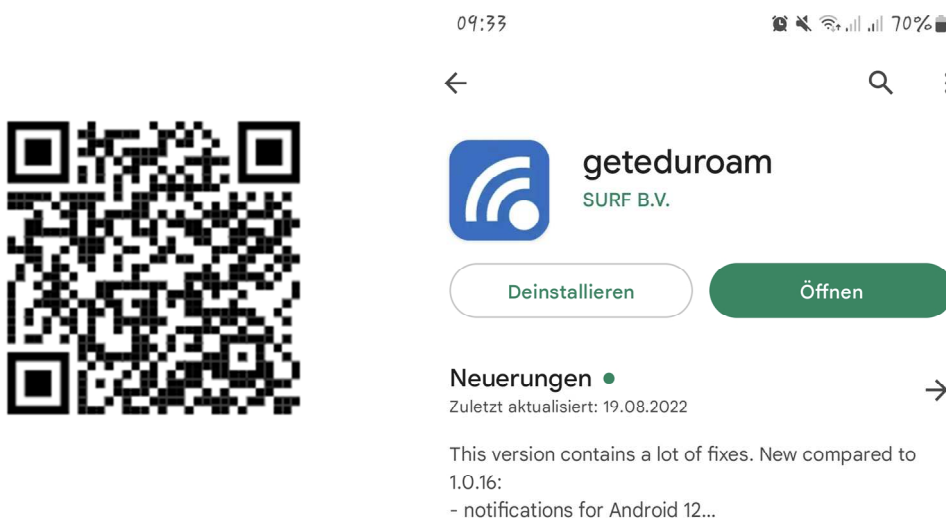 09:33
70%
geteduroam
SURF B.V.
Deinstallieren
Öffnen
Neuerungen
Zuletzt aktualisiert: 19.08.2022
This version contains a lot of fixes. New compared to
1.0.16:
- notifications for Android 12...